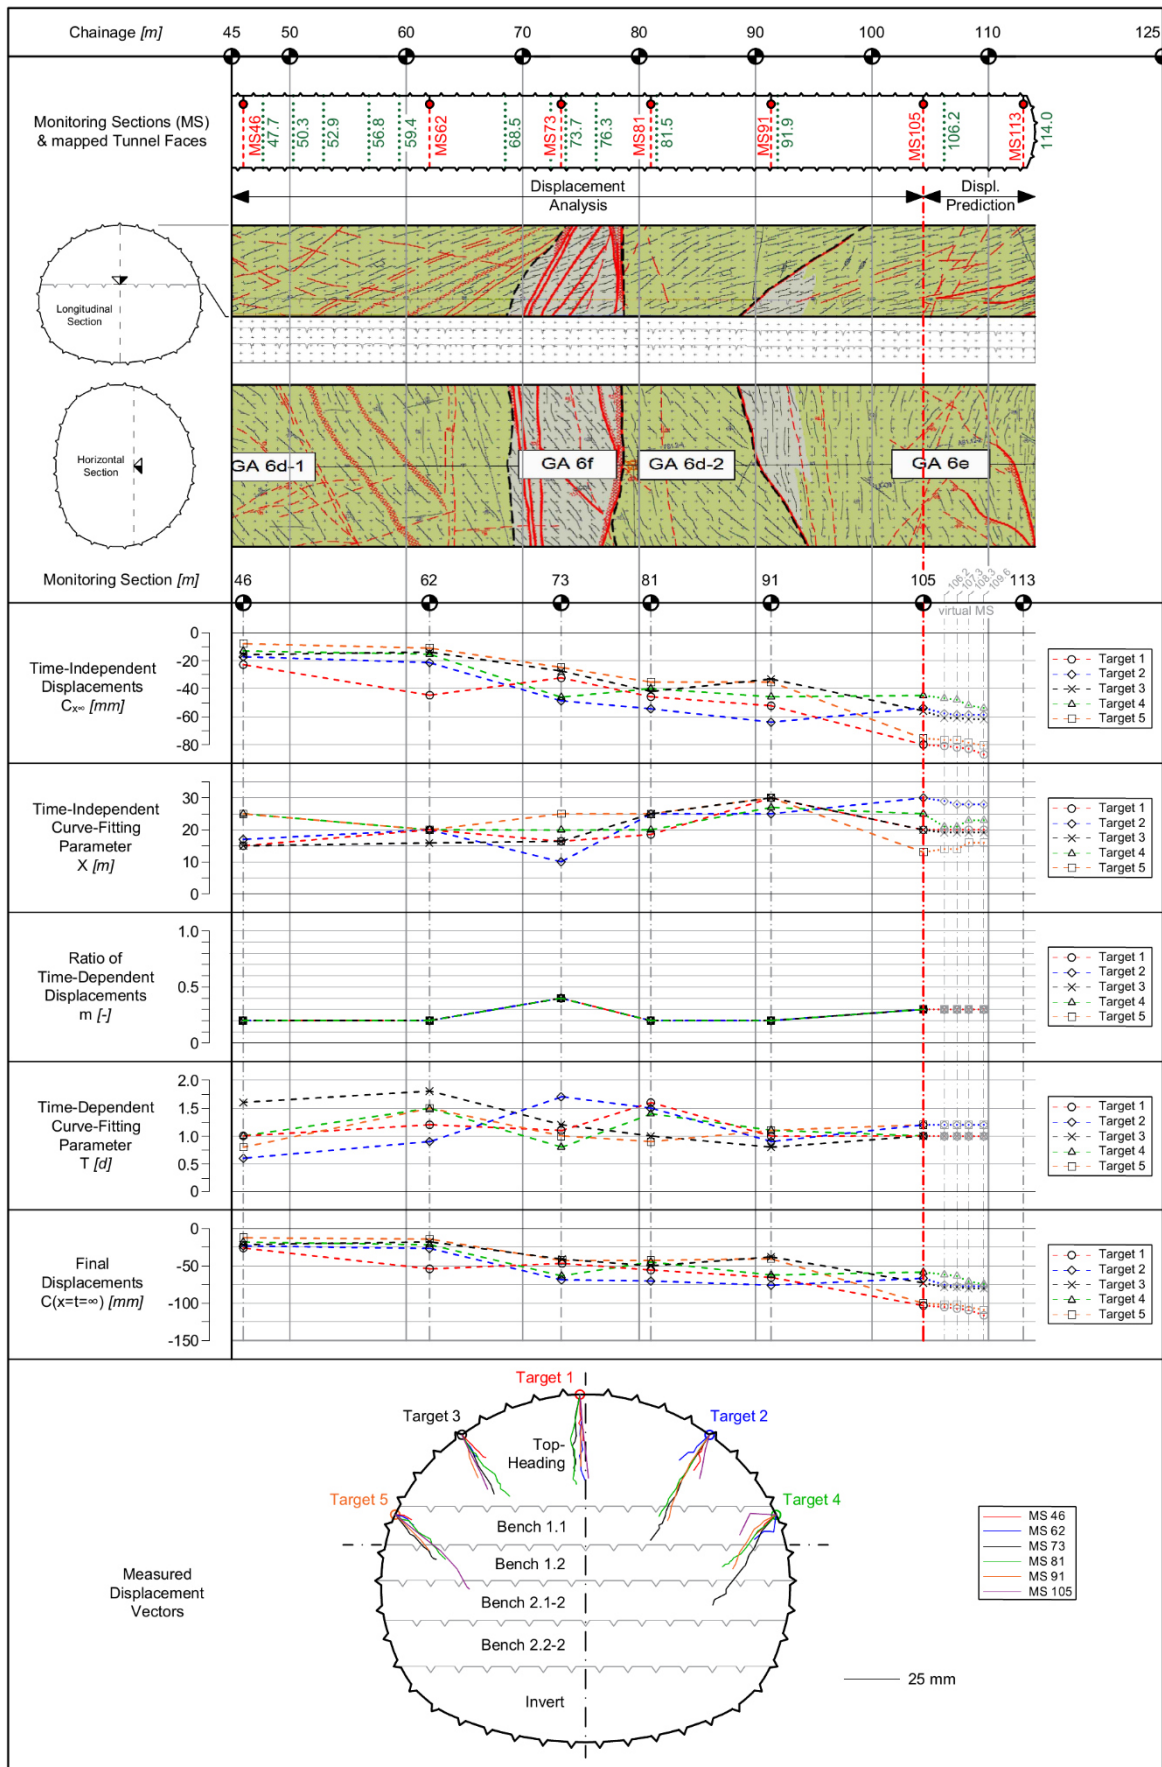 Chainage [m]
45 50 60 70 80 90 100 110 125
Monitoring Sections (MS)
& mapped Tunnel Faces
MS46
47.7
50.3
52.9
56.8
59.4
MS62
68.5
MS73
73.7
76.3
MS81
81.5
MS91
91.9
MS105
106.2
MS113
114.0
Displacement
Analysis
Displ.
Prediction
Longitudinal
Section
Horizontal
Section
GA 6d-1
GA 6f
GA 6d-2
GA 6e
Monitoring Section [m]
46 62 73 81 91 105 113
106.2
107.3
108.3
109.6
virtual MS
Time-Independent
Displacements
Cx∞ [mm]
0
-20
-40
-60
-80
Target 1
Target 2
Target 3
Target 4
Target 5
Time-Independent
Curve-Fitting
Parameter
X [m]
30
20
10
0
Target 1
Target 2
Target 3
Target 4
Target 5
Ratio of
Time-Dependent
Displacements
m [-]
1.0
0.5
0
Target 1
Target 2
Target 3
Target 4
Target 5
Time-Dependent
Curve-Fitting
Parameter
T [d]
2.0
1.5
1.0
0.5
0
Target 1
Target 2
Target 3
Target 4
Target 5
Final
Displacements
C(x=t=∞) [mm]
0
-50
-100
-150
Target 1
Target 2
Target 3
Target 4
Target 5
Measured
Displacement
Vectors
Target 1
Target 3
Target 2
Top-
Heading
Target 5
Target 4
Bench 1.1
Bench 1.2
Bench 2.1-2
Bench 2.2-2
Invert
MS 46
MS 62
MS 73
MS 81
MS 91
MS 105
25 mm